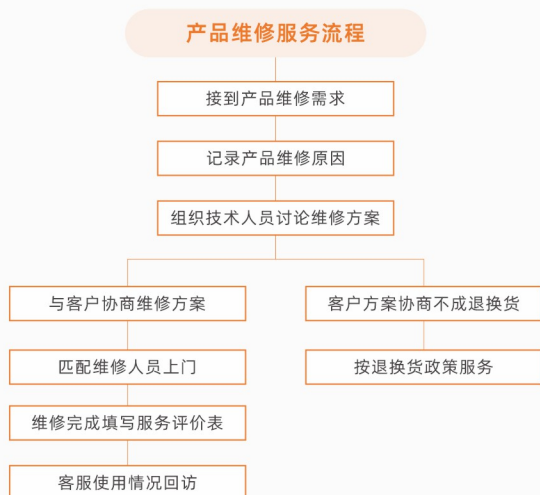 产品维修服务流程
接到产品维修需求
记录产品维修原因
组织技术人员讨论维修方案
与客户协商维修方案
客户方案协商不成退换货
匹配维修人员上门
按退换货政策服务
维修完成填写服务评价表
客服使用情况回访